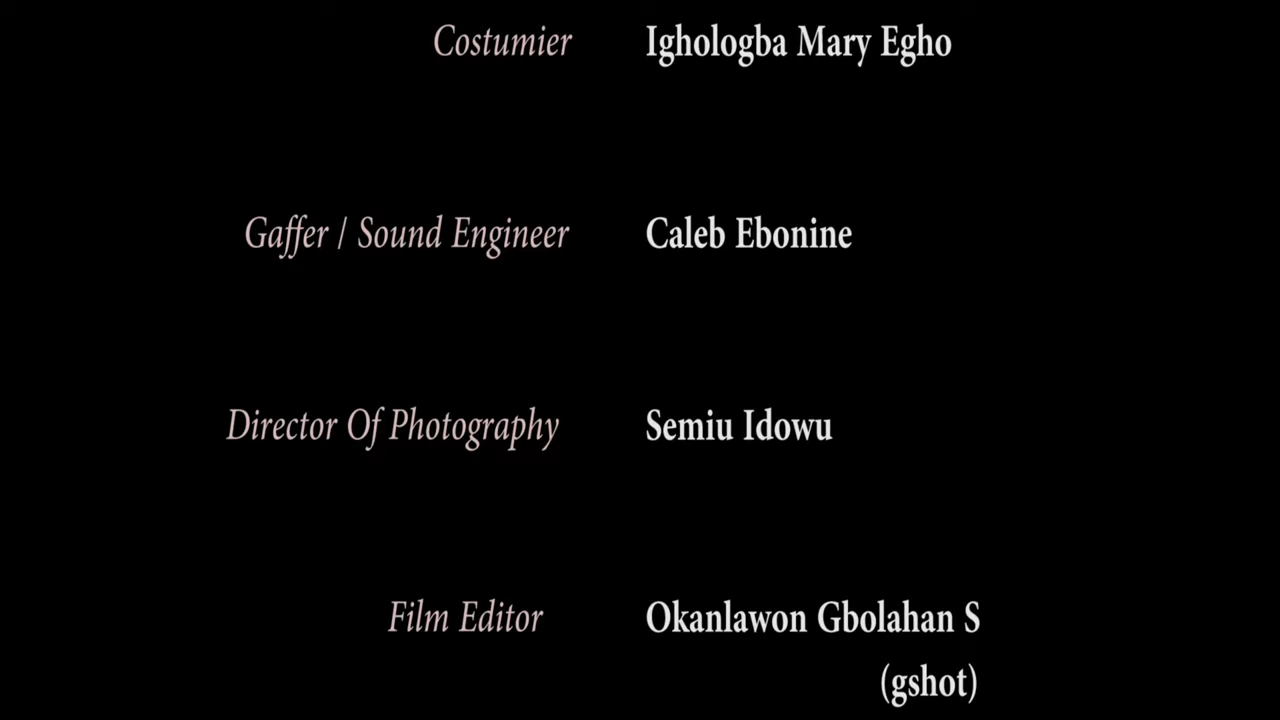 Costumier Ighologba Mary Egho
Gaffer / Sound Engineer Caleb Ebonine
Director Of Photography Semiu Idowu
Film Editor Okanlawon Gbolahan S
(gshot)